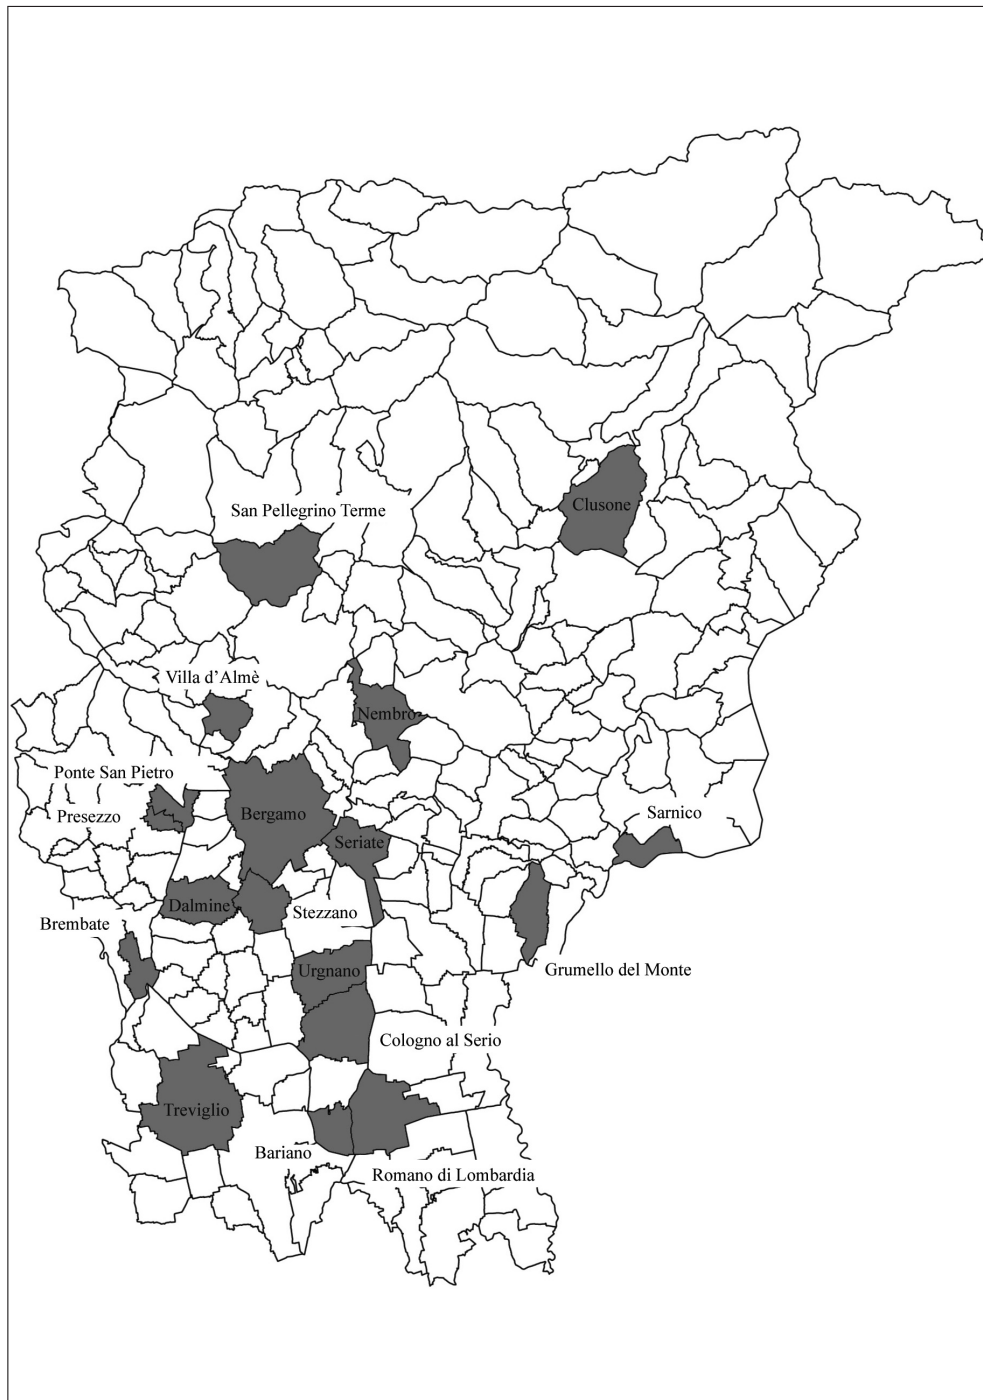 Clusone
San Pellegrino Terme
Villa d’Almè
Nembro
Ponte San Pietro
Presezzo
Bergamo
Sarnico
Seriate
Dalmine
Stezzano
Brembate
Urgnano
Grumello del Monte
Cologno al Serio
Treviglio
Bariano
Romano di Lombardia